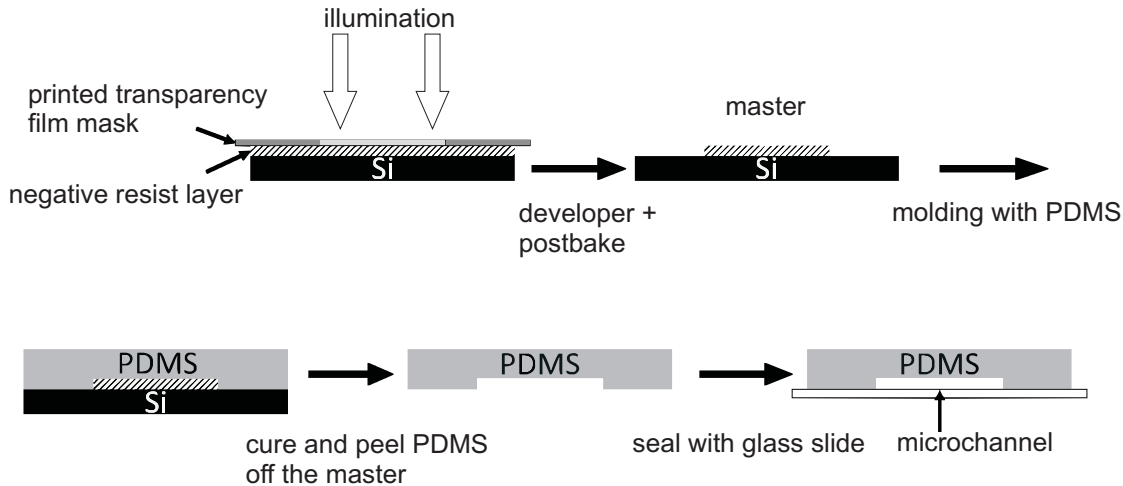 illumination
printed transparency
film mask
negative resist layer
Si
developer +
postbake
master
Si
molding with PDMS
PDMS
Si
cure and peel PDMS
off the master
PDMS
seal with glass slide
PDMS
microchannel